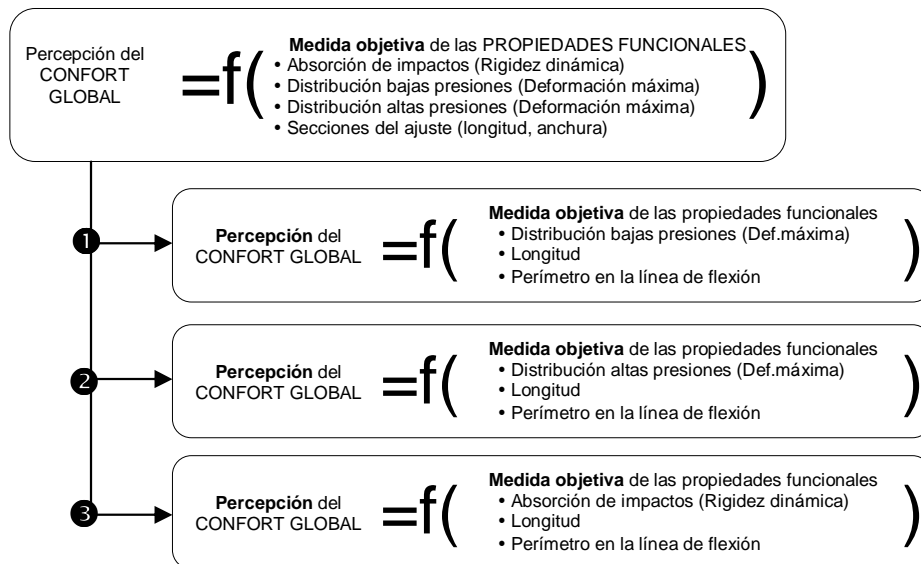 Percepción del
CONFORT
GLOBAL
=f(
Medida objetiva de las PROPIEDADES FUNCIONALES
• Absorción de impactos (Rigidez dinámica)
• Distribución bajas presiones (Deformación máxima)
• Distribución altas presiones (Deformación máxima)
• Secciones del ajuste (longitud, anchura)
)
1
Percepción del
CONFORT GLOBAL
=f(
Medida objetiva de las propiedades funcionales
• Distribución bajas presiones (Def.máxima)
• Longitud
• Perímetro en la línea de flexión
)
2
Percepción del
CONFORT GLOBAL
=f(
Medida objetiva de las propiedades funcionales
• Distribución altas presiones (Def.máxima)
• Longitud
• Perímetro en la línea de flexión
)
3
Percepción del
CONFORT GLOBAL
=f(
Medida objetiva de las propiedades funcionales
• Absorción de impactos (Rigidez dinámica)
• Longitud
• Perímetro en la línea de flexión
)